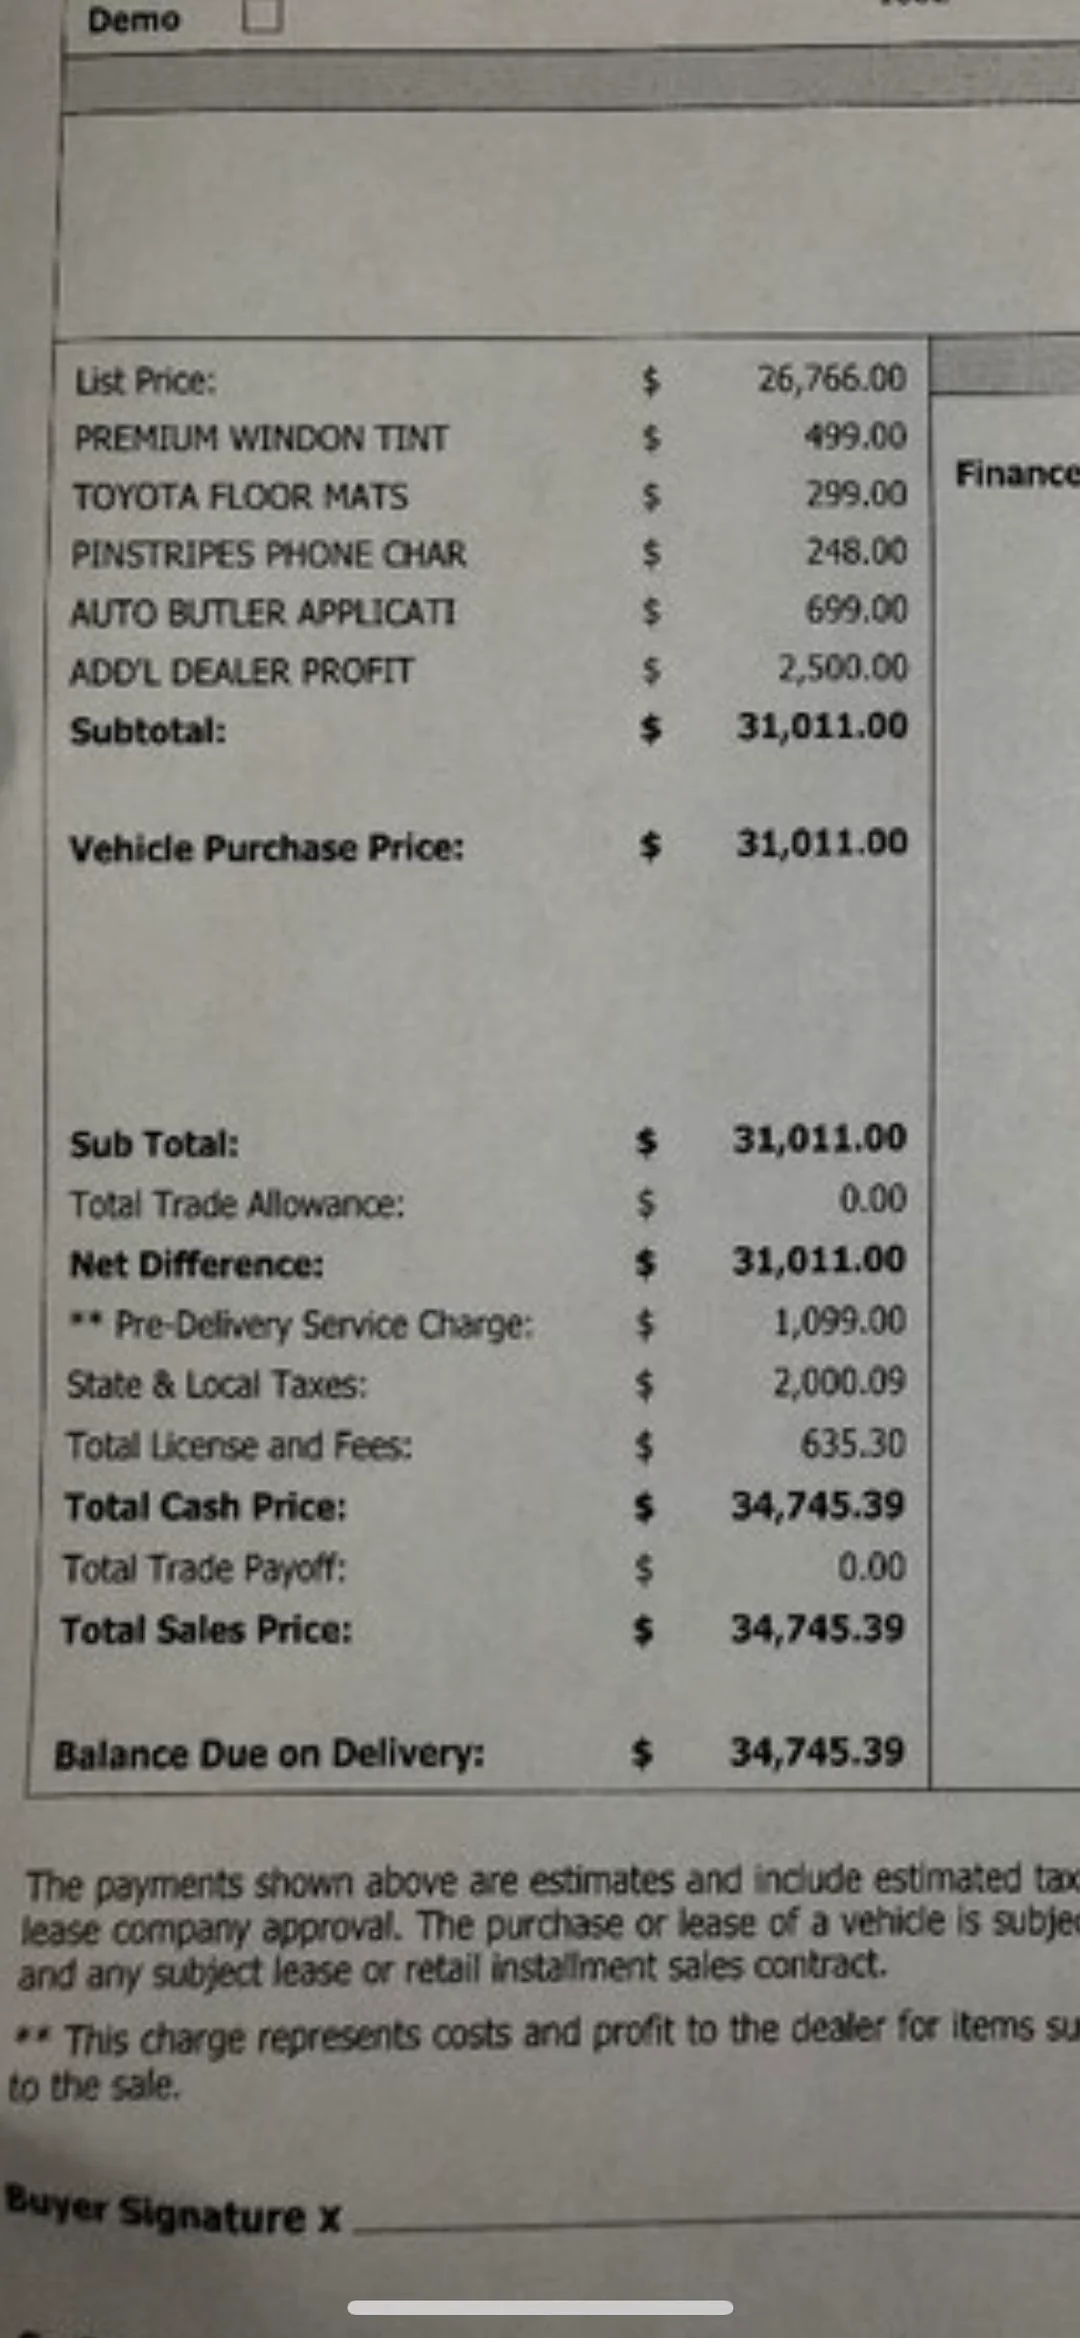 Demo
List Price: $ 26,766.00
PREMIUM WINDON TINT $ 499.00
TOYOTA FLOOR MATS $ 299.00
Finance
PINSTRIPES PHONE CHAR $ 248.00
AUTO BUTLER APPLICATI $ 699.00
ADD'L DEALER PROFIT $ 2,500.00
Subtotal: $ 31,011.00
Vehicle Purchase Price: $ 31,011.00
Sub Total: $ 31,011.00
Total Trade Allowance: $ 0.00
Net Difference: $ 31,011.00
** Pre-Delivery Service Charge: $ 1,099.00
State & Local Taxes: $ 2,000.09
Total License and Fees: $ 635.30
Total Cash Price: $ 34,745.39
Total Trade Payoff: $ 0.00
Total Sales Price: $ 34,745.39
Balance Due on Delivery: $ 34,745.39
The payments shown above are estimates and include estimated tax
lease company approval. The purchase or lease of a vehicle is subjec
and any subject lease or retail installment sales contract.
** This charge represents costs and profit to the dealer for items su
to the sale.
Buyer Signature X